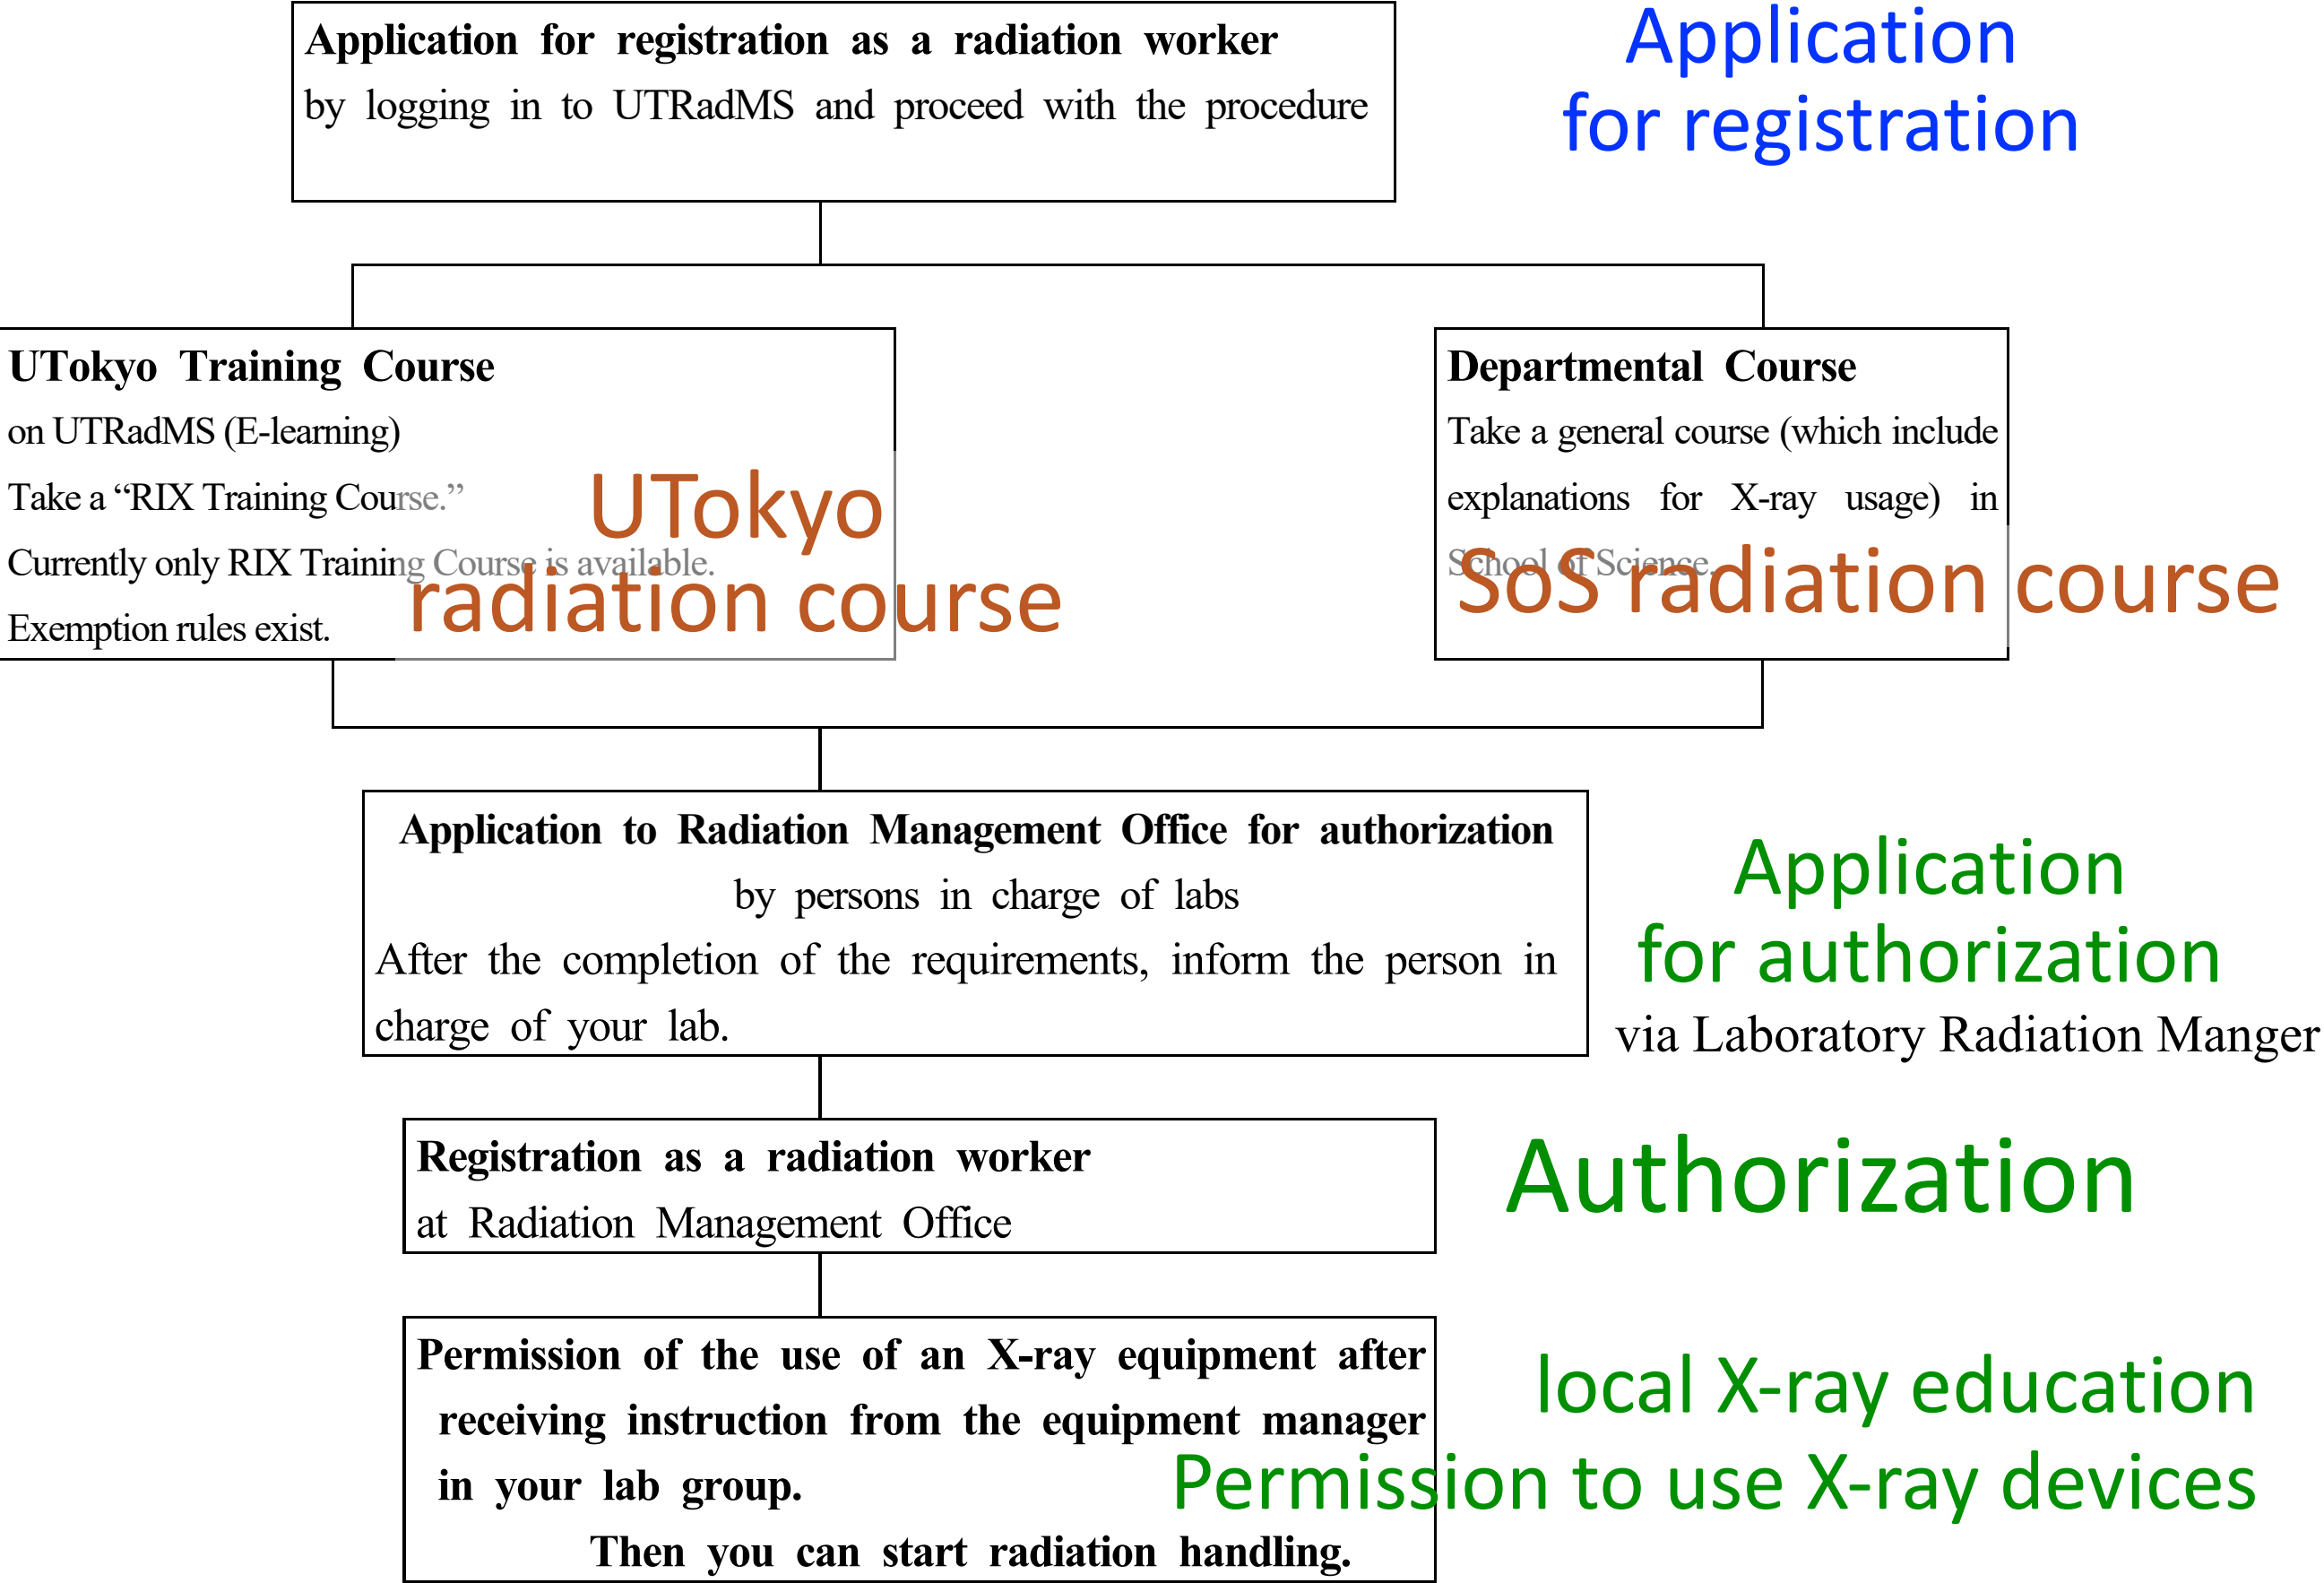 Application for registration as a radiation worker
by logging in to UTRadMS and proceed with the procedure
Application
for registration
UTokyo Training Course
on UTRadMS (E-learning)
Take a “RIX Training Course.”
Currently only RIX Training Course is available.
Exemption rules exist.
UTokyo
radiation course
Departmental Course
Take a general course (which include
explanations for X-ray usage) in
School of Science.
SoS radiation course
Application to Radiation Management Office for authorization
by persons in charge of labs
After the completion of the requirements, inform the person in
charge of your lab.
Application
for authorization
via Laboratory Radiation Manger
Registration as a radiation worker
at Radiation Management Office
Authorization
Permission of the use of an X-ray equipment after
receiving instruction from the equipment manager
in your lab group.
Then you can start radiation handling.
local X-ray education
Permission to use X-ray devices